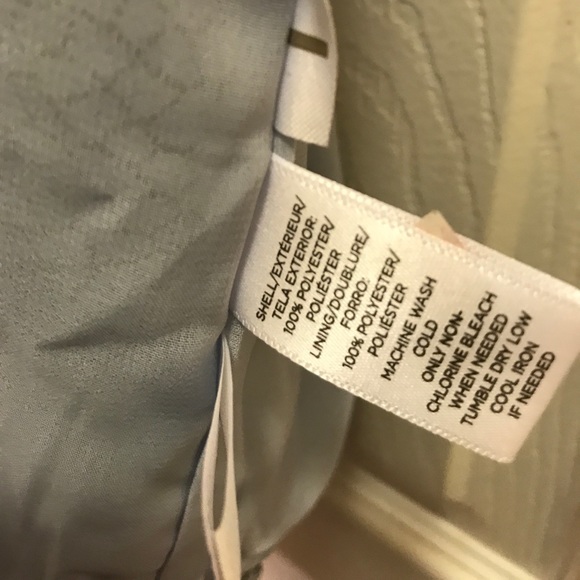 SHELL/EXTÉRIEUR/
TELA EXTERIOR:
100% POLYESTER/
POLIÉSTER
LINING/DOUBLURE/
FORRO:
100% POLYESTER/
POLIÉSTER
MACHINE WASH
COLD
ONLY NON-
CHLORINE BLEACH
WHEN NEEDED
TUMBLE DRY LOW
COOL IRON
IF NEEDED